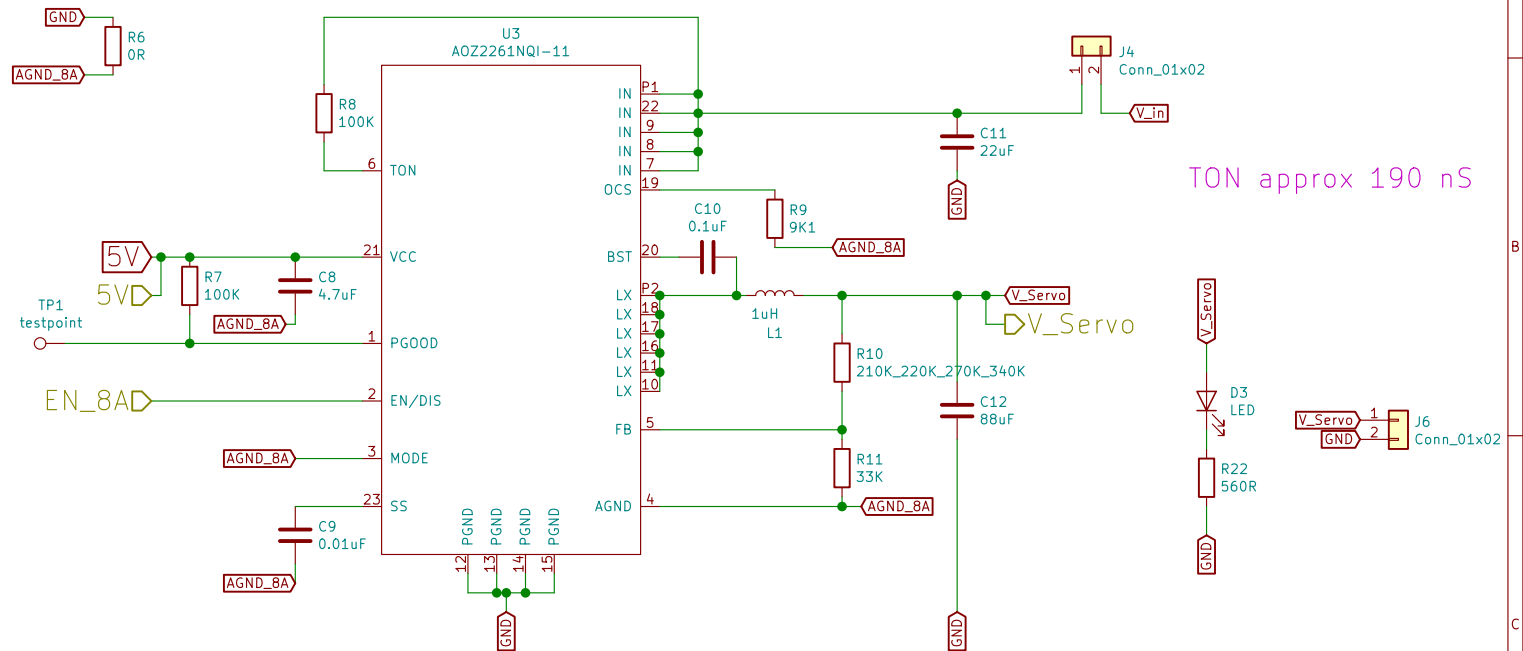 GND
R6
0R
AGND_8A
U3
AOZ2261NQI-11
R8
100K
6
TON
IN
P1
IN
22
IN
9
IN
8
IN
7
OCS
19
J4
Conn_01x02
1
2
V_in
C11
22uF
GND
TON approx 190 nS
C10
0.1uF
R9
9K1
AGND_8A
5V
5V
R7
100K
C8
4.7uF
AGND_8A
21
VCC
BST
20
TP1
testpoint
1
PGOOD
LX
P2
LX
18
LX
17
LX
16
LX
11
LX
10
1uH
L1
V_Servo
V_Servo
R10
210K_220K_270K_340K
EN_8A
2
EN/DIS
FB
5
C12
88uF
AGND_8A
3
MODE
R11
33K
23
SS
AGND
4
AGND_8A
C9
0.01uF
AGND_8A
PGND
PGND
PGND
PGND
12
13
14
15
GND
GND
V_Servo
D3
LED
R22
560R
GND
V_Servo
1
GND
2
J6
Conn_01x02
B
C